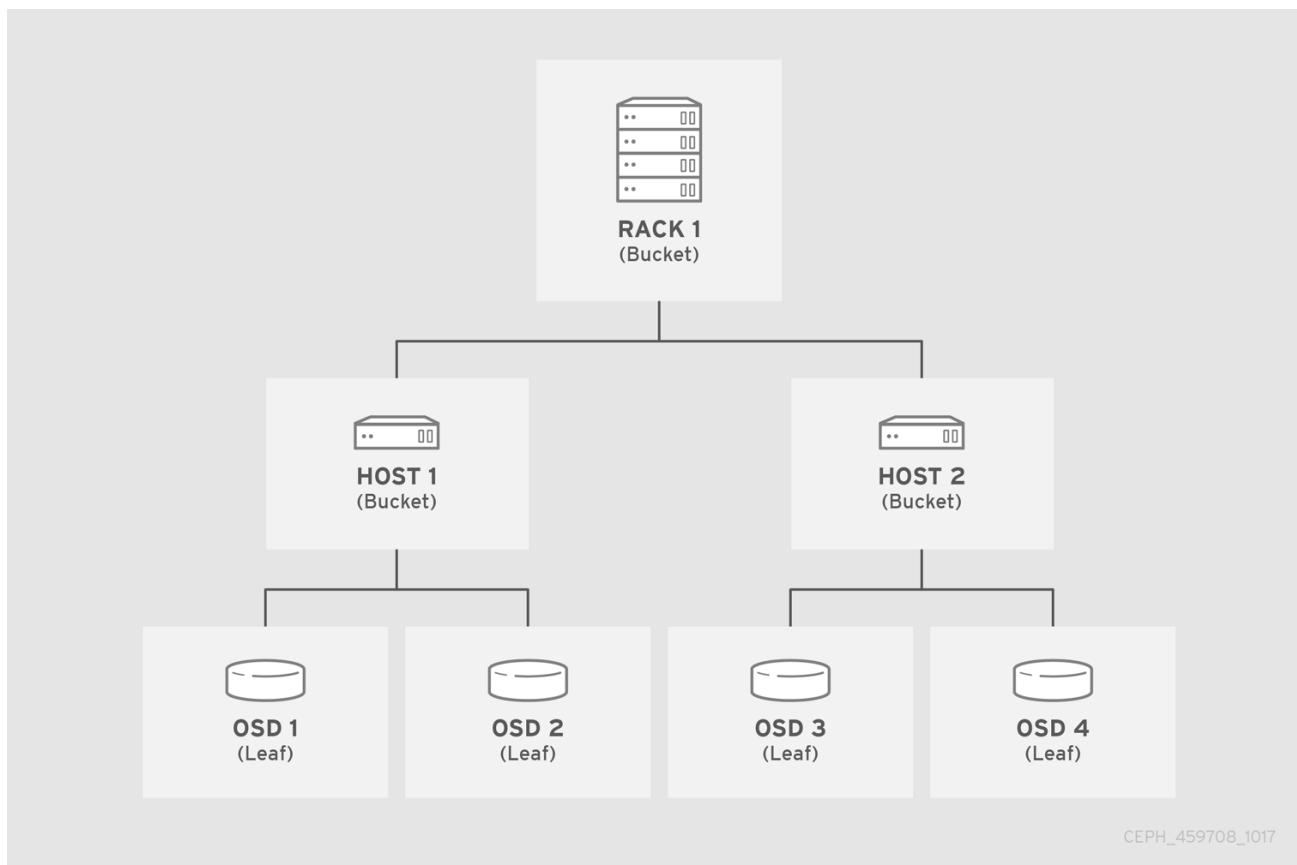 RACK 1
(Bucket)
HOST 1
(Bucket)
HOST 2
(Bucket)
OSD 1
(Leaf)
OSD 2
(Leaf)
OSD 3
(Leaf)
OSD 4
(Leaf)
CEPH_459708_1017